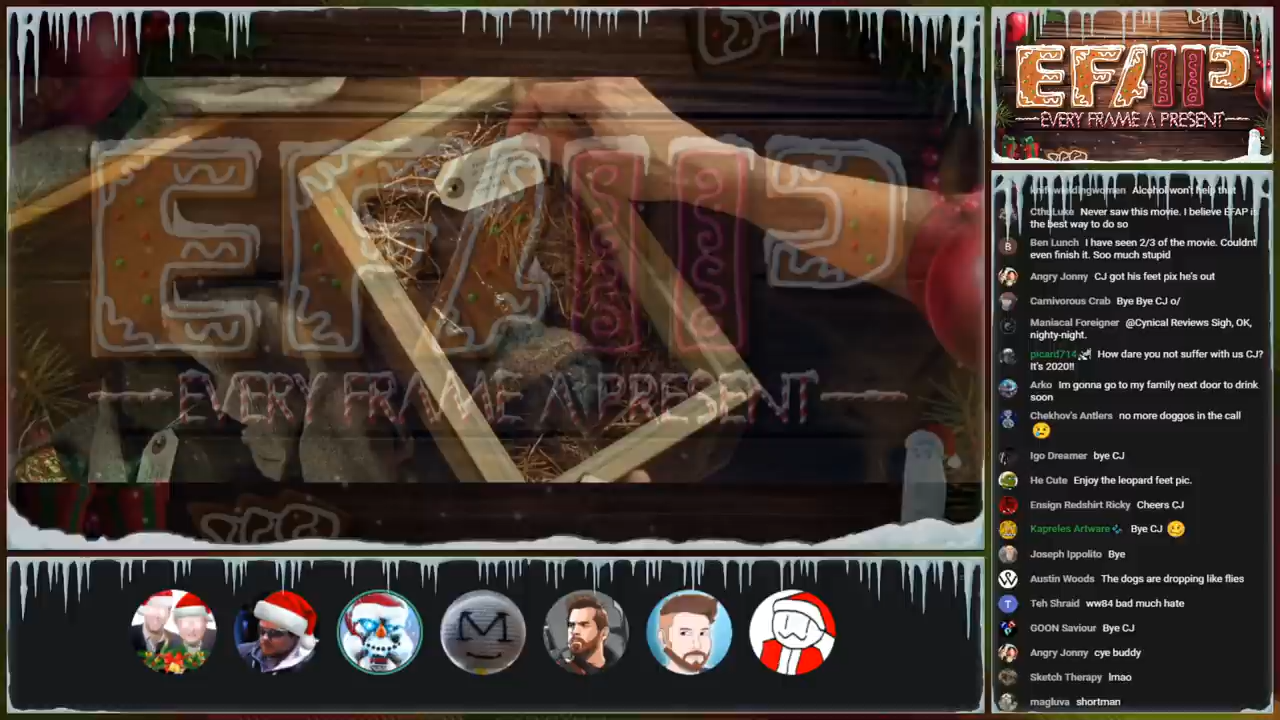 EFAP
EVERY FRAME A PRESENT
EFAP
EVERY FRAME A PRESENT
M
knifewieldingwomen Alcohol won't help that
CthuLuke Never saw this movie. I believe EFAP is
the best way to do so
B
Ben Lunch I have seen 2/3 of the movie. Couldnt
even finish it. Soo much stupid
Angry Jonny CJ got his feet pix he's out
Carnivorous Crab Bye Bye CJ o/
Maniacal Foreigner @Cynical Reviews Sigh, OK,
nighty-night.
picard714 How dare you not suffer with us CJ?
It's 2020!!
Arko Im gonna go to my family next door to drink
soon
Chekhov's Antlers no more doggos in the call
Igo Dreamer bye CJ
He Cute Enjoy the leopard feet pic.
Ensign Redshirt Ricky Cheers CJ
Kapreles Artware Bye CJ
Joseph Ippolito Bye
Austin Woods The dogs are dropping like flies
T
Teh Shraid ww84 bad much hate
GOON Saviour Bye CJ
Angry Jonny cye buddy
Sketch Therapy lmao
magluva shortman